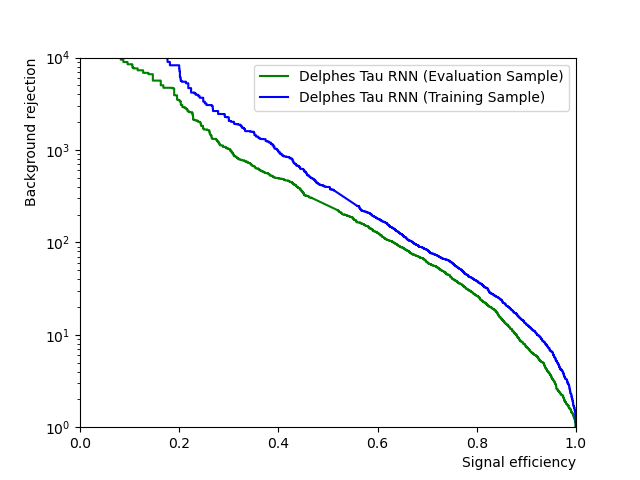 Delphes Tau RNN (Evaluation Sample)
Delphes Tau RNN (Training Sample)
Background rejection
10⁴
10³
10²
10¹
10⁰
0.0 0.2 0.4 0.6 0.8 1.0
Signal efficiency